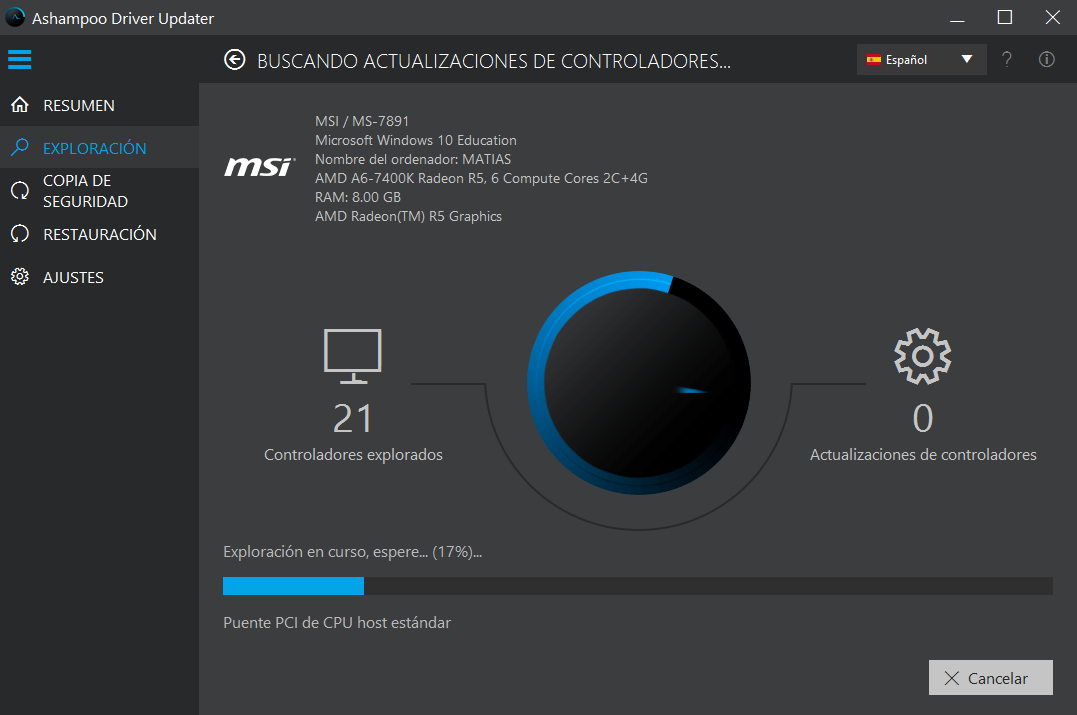 Ashampoo Driver Updater
BUSCANDO ACTUALIZACIONES DE CONTROLADORES...
Español
?
RESUMEN
EXPLORACIÓN
COPIA DE
SEGURIDAD
RESTAURACIÓN
AJUSTES
msi
MSI / MS-7891
Microsoft Windows 10 Education
Nombre del ordenador: MATIAS
AMD A6-7400K Radeon R5, 6 Compute Cores 2C+4G
RAM: 8.00 GB
AMD Radeon(TM) R5 Graphics
21
Controladores explorados
0
Actualizaciones de controladores
Exploración en curso, espere... (17%)...
Puente PCI de CPU host estándar
Cancelar